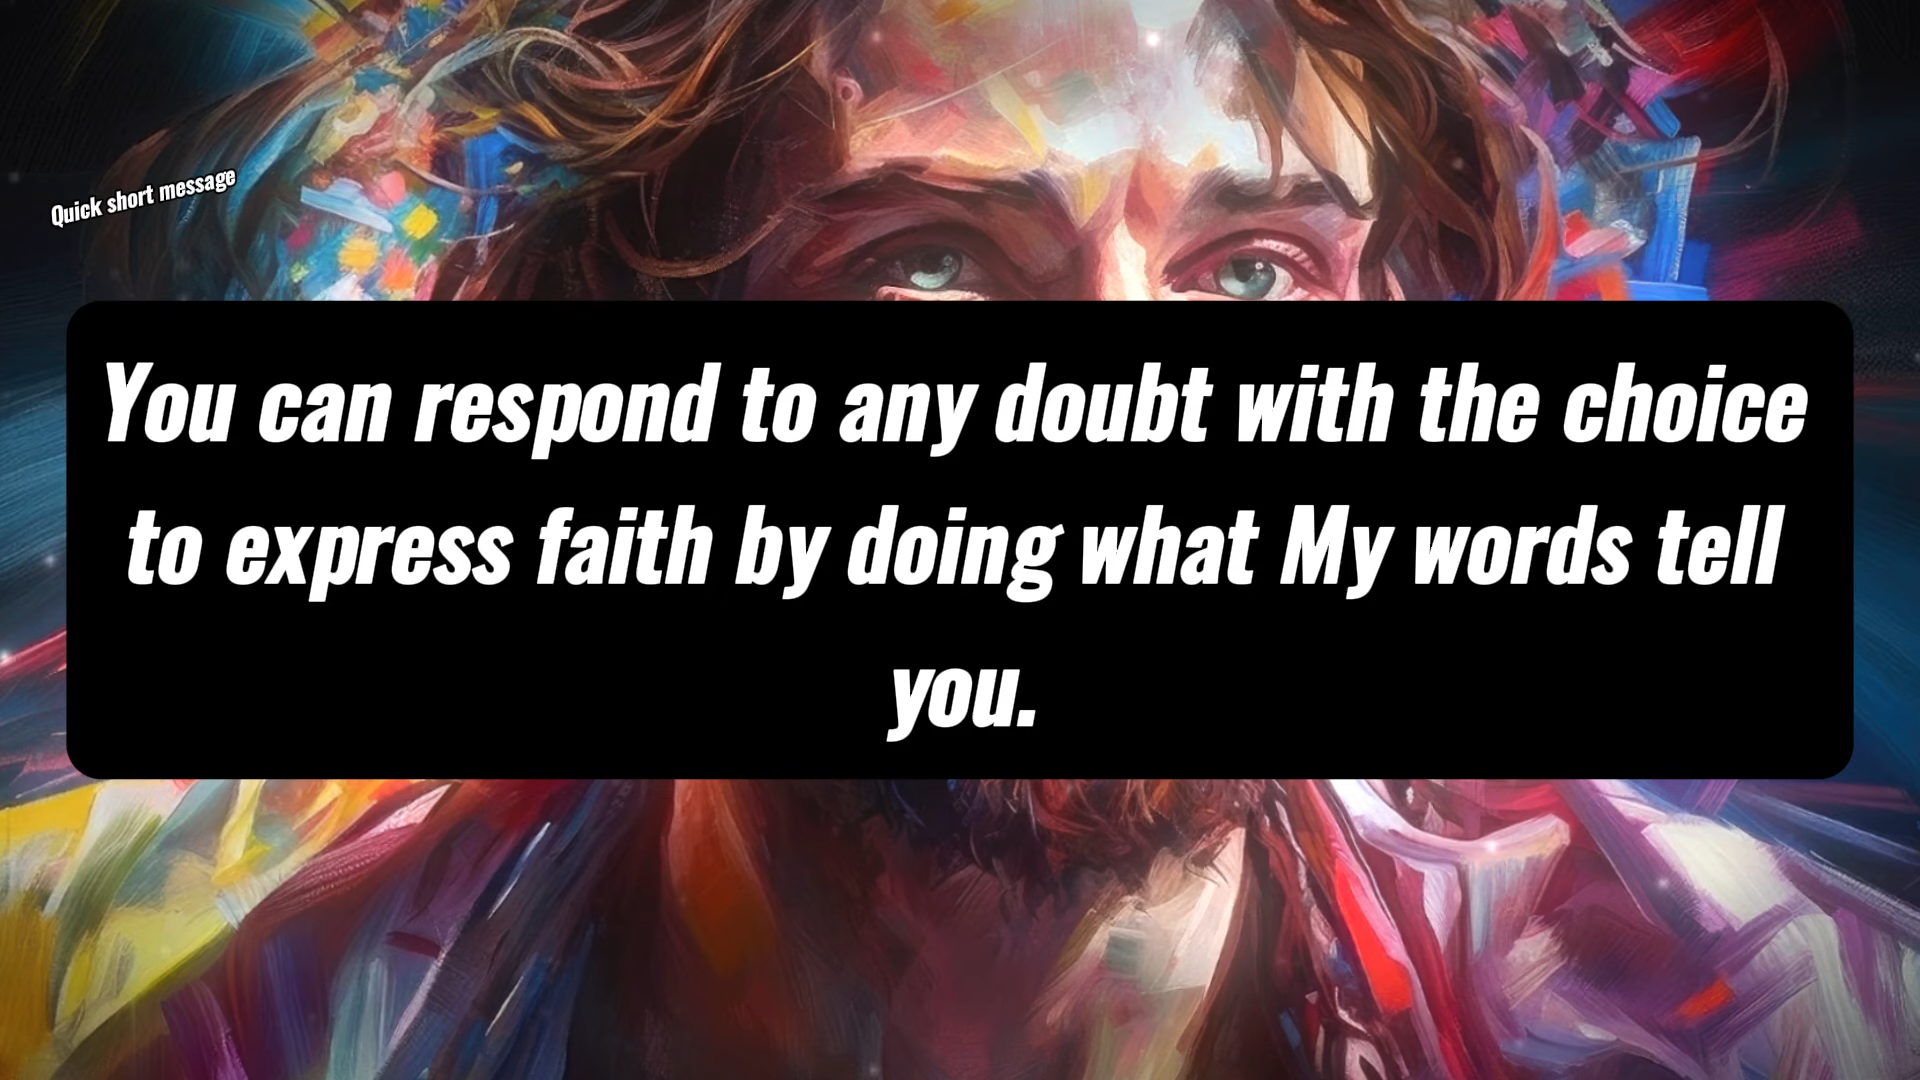 Quick short message
You can respond to any doubt with the choice
to express faith by doing what My words tell
you.